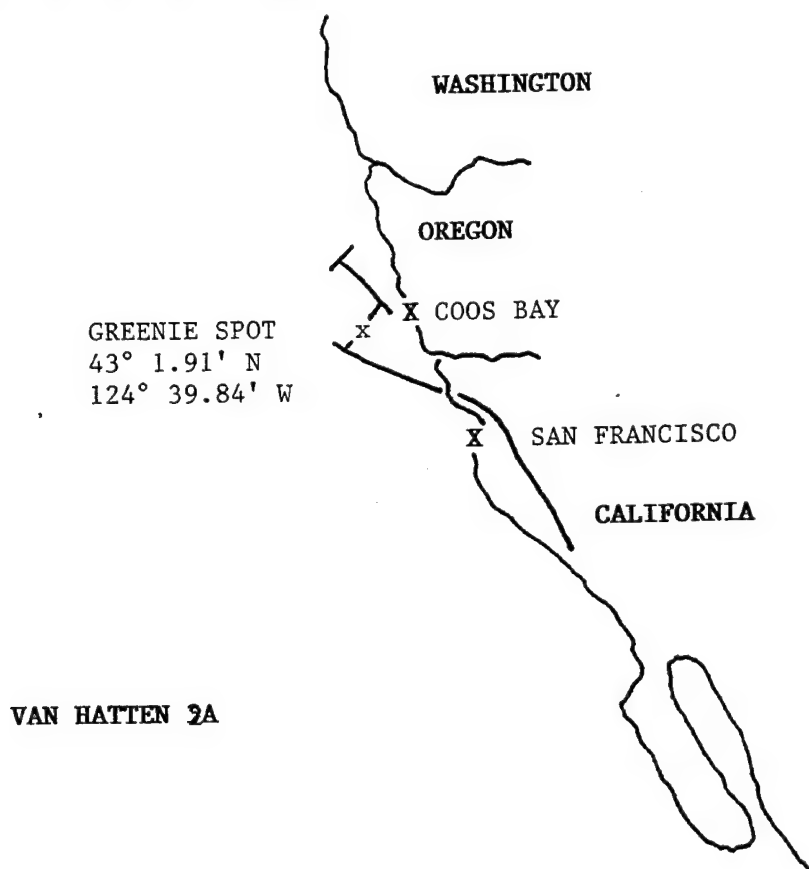 WASHINGTON
OREGON
X COOS BAY
x
GREENIE SPOT
43° 1.91' N
124° 39.84' W
X SAN FRANCISCO
CALIFORNIA
VAN HATTEN 2A